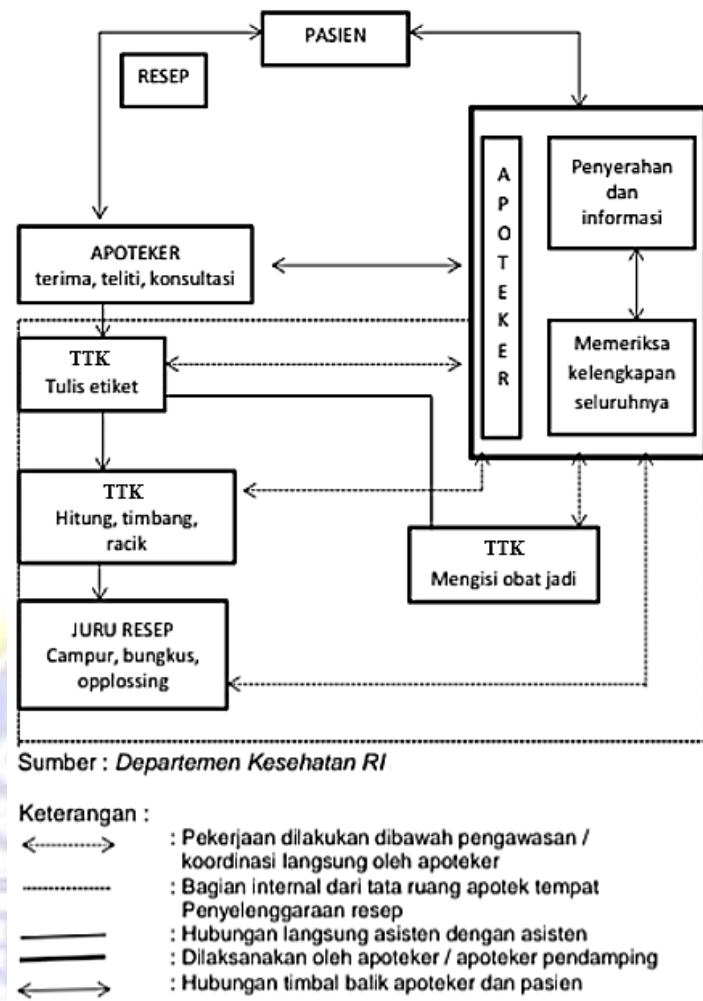 PASIEN
RESEP
APOTEKER
terima, teliti, konsultasi
TTK
Tulis etiket
TTK
Hitung, timbang,
racik
JURU RESEP
Campur, bungkus,
opplossing
TTK
Mengisi obat jadi
A
P
O
T
E
K
E
R
Penyerahan
dan
informasi
Memeriksa
kelengkapan
seluruhnya
Sumber : Departemen Kesehatan RI
Keterangan :
: Pekerjaan dilakukan dibawah pengawasan /
koordinasi langsung oleh apoteker
: Bagian internal dari tata ruang apotek tempat
Penyelenggaraan resep
: Hubungan langsung asisten dengan asisten
: Dilaksanakan oleh apoteker / apoteker pendamping
: Hubungan timbal balik apoteker dan pasien